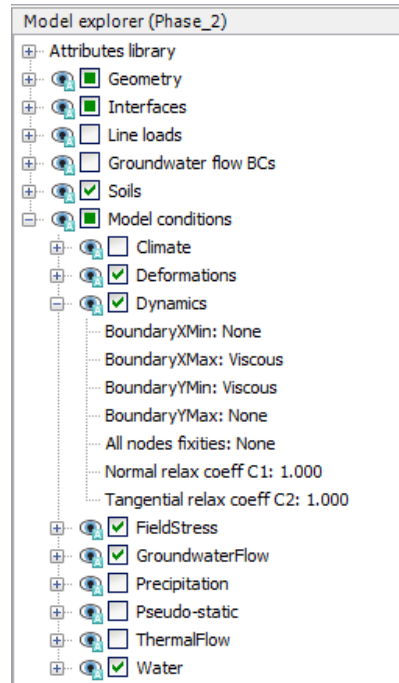 Model explorer (Phase_2)
Attributes library
Geometry
Interfaces
Line loads
Groundwater flow BCs
Soils
Model conditions
Climate
Deformations
Dynamics
BoundaryXMin: None
BoundaryXMax: Viscous
BoundaryYMin: Viscous
BoundaryYMax: None
All nodes fixities: None
Normal relax coeff C1: 1.000
Tangential relax coeff C2: 1.000
FieldStress
GroundwaterFlow
Precipitation
Pseudo-static
ThermalFlow
Water